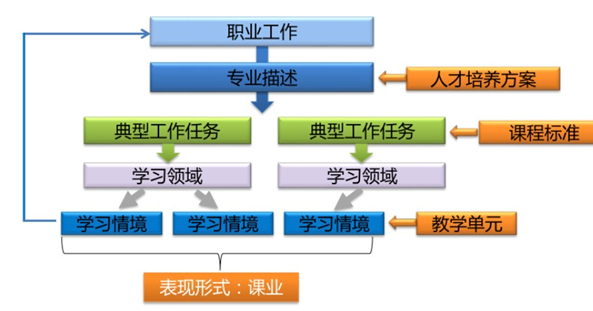 职业工作
专业描述
人才培养方案
典型工作任务
典型工作任务
课程标准
学习领域
学习领域
学习情境
学习情境
学习情境
教学单元
表现形式：课业